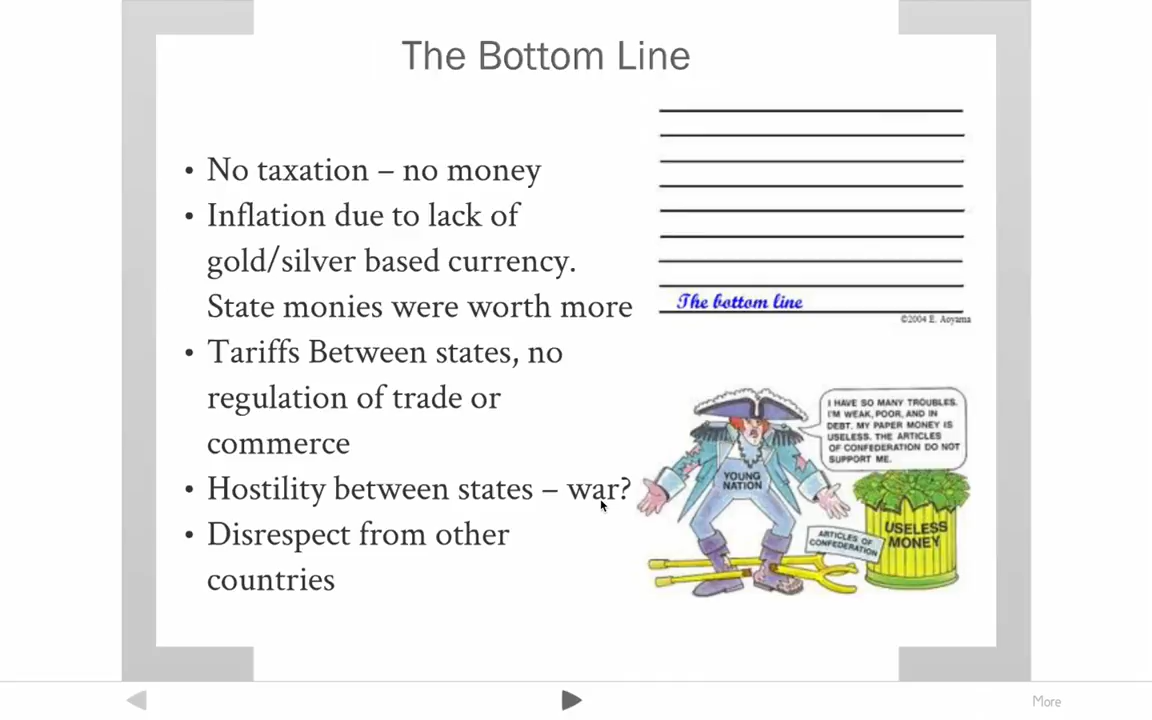 The Bottom Line
• No taxation – no money
• Inflation due to lack of
gold/silver based currency.
State monies were worth more
• Tariffs Between states, no
regulation of trade or
commerce
• Hostility between states – war?
• Disrespect from other
countries
The bottom line
©2004 E. Aoyama
I HAVE SO MANY TROUBLES.
I'M WEAK, POOR, AND IN
DEBT. MY PAPER MONEY IS
USELESS. THE ARTICLES
OF CONFEDERATION DO NOT
SUPPORT ME.
YOUNG
NATION
ARTICLES OF
CONFEDERATION
USELESS
MONEY
More